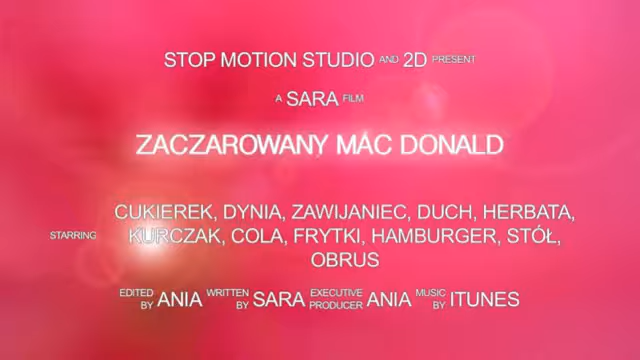 STOP MOTION STUDIO AND 2D PRESENT
A SARA FILM
ZACZAROWANY MAC DONALD
STARRING CUKIEREK, DYNIA, ZAWIJANIEC, DUCH, HERBATA,
KURCZAK, COLA, FRYTKI, HAMBURGER, STÓŁ,
OBRUS
EDITED BY ANIA WRITTEN BY SARA EXECUTIVE PRODUCER ANIA MUSIC BY ITUNES